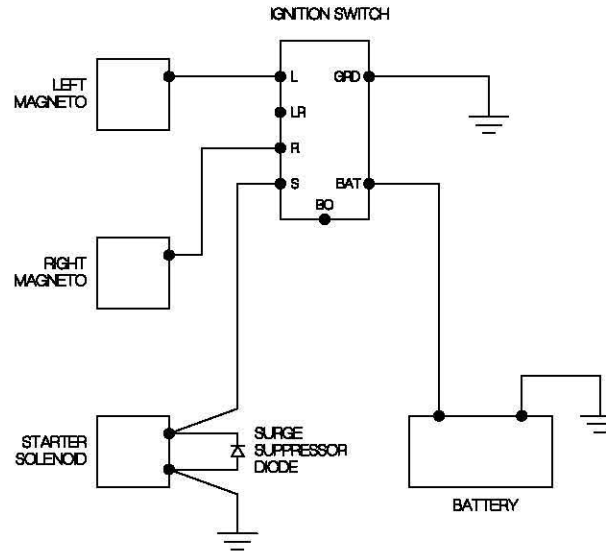 IGNITION SWITCH
LEFT
MAGNETO
L
GRD
LR
R
S
BAT
BO
RIGHT
MAGNETO
STARTER
SOLENOID
SURGE
SUPPRESSOR
DIODE
BATTERY